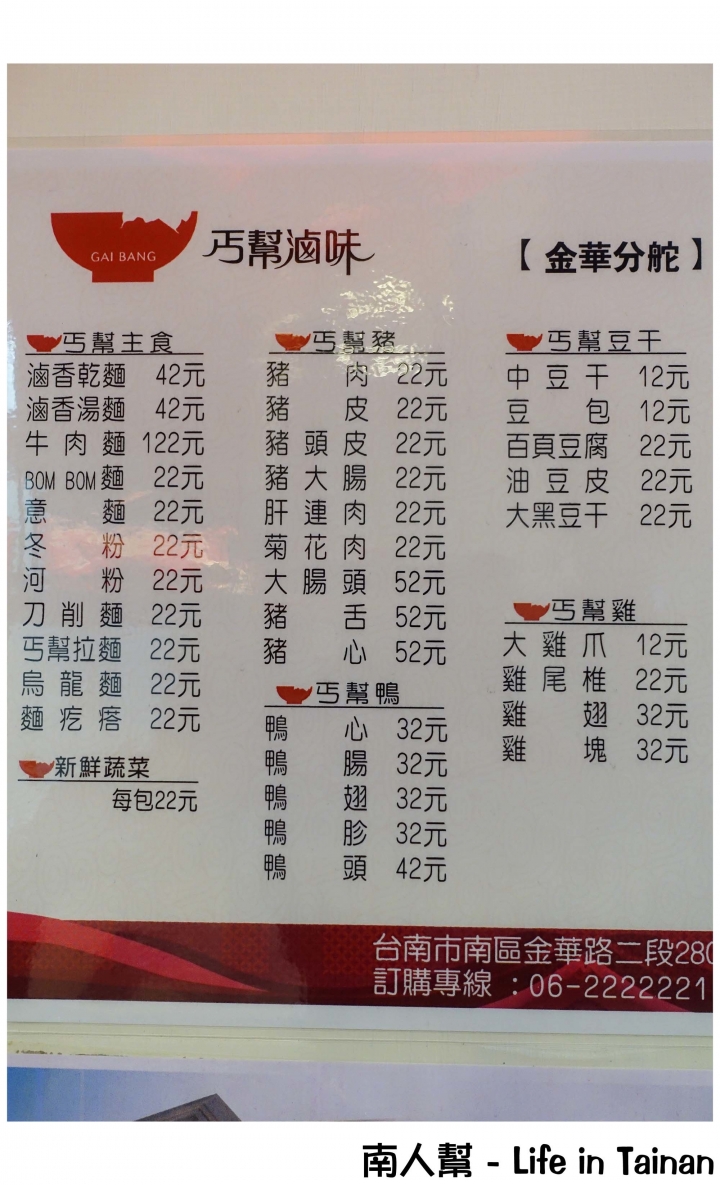 GAI BANG
丐幫滷味
【金華分舵】
丐幫主食
滷香乾麵 42元
滷香湯麵 42元
牛肉麵 122元
BOM BOM麵 22元
意麵 22元
冬粉 22元
河粉 22元
刀削麵 22元
丐幫拉麵 22元
烏龍麵 22元
麵疙瘩 22元
新鮮蔬菜
每包22元
丐幫豬
豬肉 22元
豬皮 22元
豬頭皮 22元
豬大腸 22元
肝連肉 22元
菊花肉 22元
大腸頭 52元
豬舌 52元
豬心 52元
丐幫鴨
鴨心 32元
鴨腸 32元
鴨翅 32元
鴨胗 32元
鴨頭 42元
丐幫豆干
中豆干 12元
豆包 12元
百頁豆腐 22元
油豆皮 22元
大黑豆干 22元
丐幫雞
大雞爪 12元
雞尾椎 22元
雞翅 32元
雞塊 32元
台南市南區金華路二段280
訂購專線：06-2222221
南人幫 - Life in Tainan